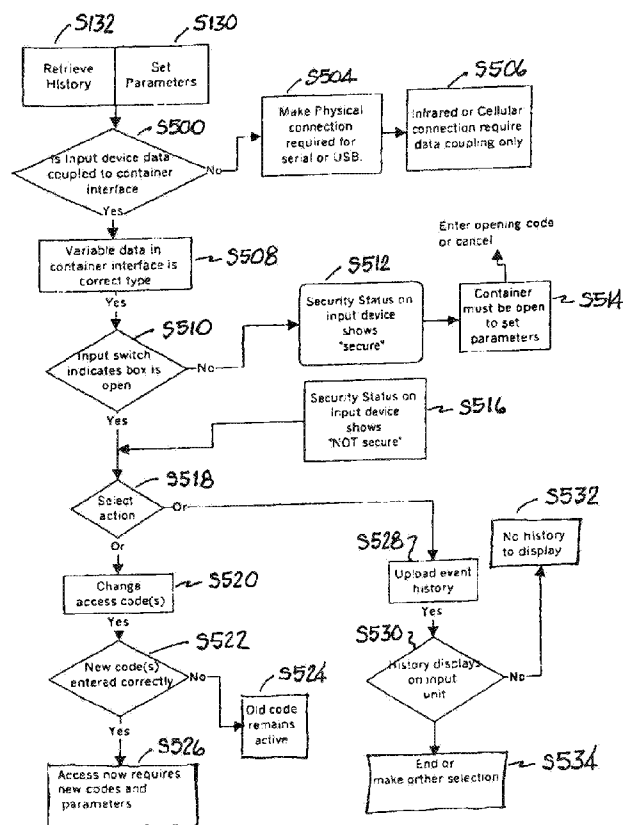 S132
S130
Retrieve
History
Set
Parameters
S500
Is Input device data
coupled to container
interface
No
Yes
S504
Make Physical
connection
required for
serial or USB.
S506
Infrared or Cellular
connection require
data coupling only
Variable data in
container interface is
correct type
S508
Yes
Enter opening code
or cancel
S510
Input switch
indicates box is
open
No
Yes
S512
Security Status on
input device
shows
"secure"
Container
must be open
to set
parameters
S514
Security Status on
input device
shows
"NOT secure"
S516
S518
Select
action
Or
Or
S532
No history
to display
S528
Upload event
history
Yes
Change
access code(s)
S520
Yes
S522
New code(s)
entered correctly
No
Yes
S524
Old code
remains
active
S530
History displays
on input
unit
No
S526
Access now requires
new codes and
parameters
End or
make orther selection
S534